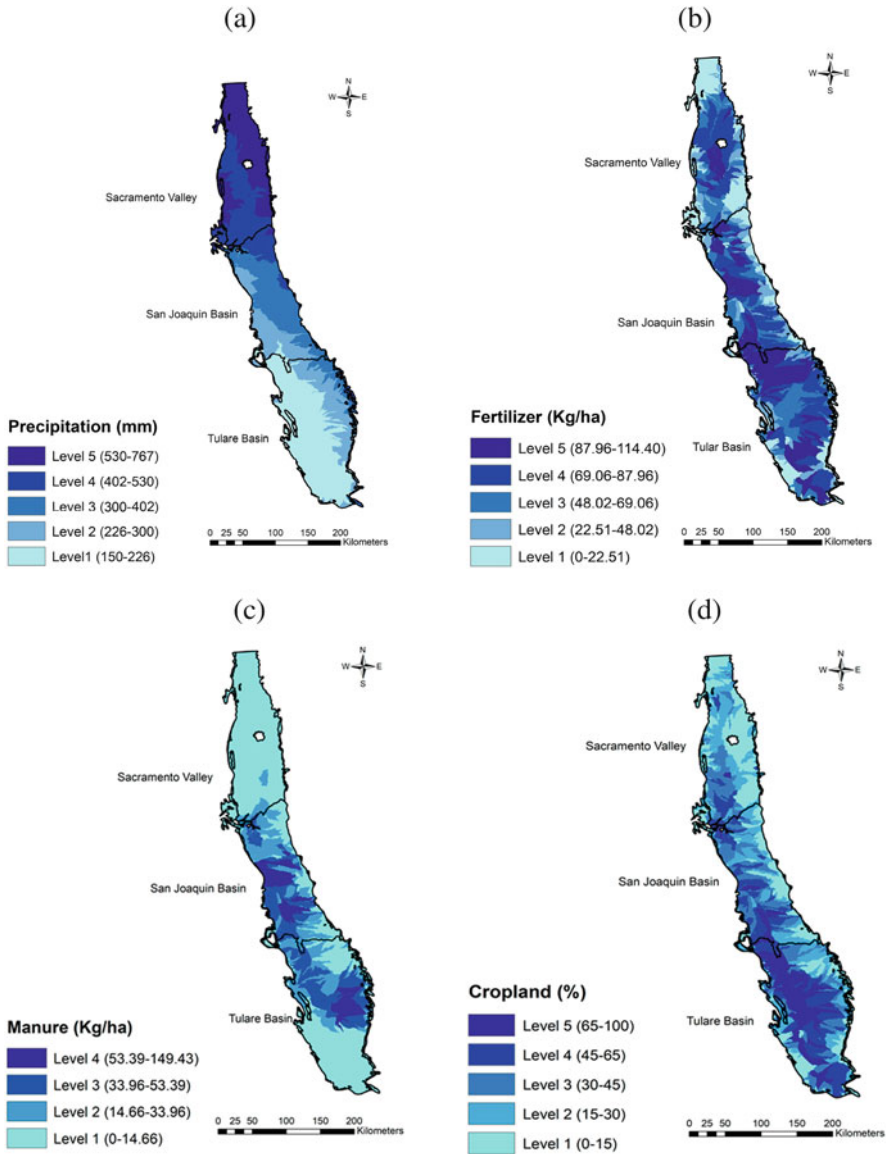 (a)
N
W E
S
Sacramento Valley
San Joaquin Basin
Tulare Basin
Precipitation (mm)
Level 5 (530-767)
Level 4 (402-530)
Level 3 (300-402)
Level 2 (226-300)
Level1 (150-226)
0 25 50 100 150 200
Kilometers
(b)
N
W E
S
Sacramento Valley
San Joaquin Basin
Tular Basin
Fertilizer (Kg/ha)
Level 5 (87.96-114.40)
Level 4 (69.06-87.96)
Level 3 (48.02-69.06)
Level 2 (22.51-48.02)
Level 1 (0-22.51)
0 25 50 100 150 200
Kilometers
(c)
N
W E
S
Sacramento Valley
San Joaquin Basin
Tulare Basin
Manure (Kg/ha)
Level 4 (53.39-149.43)
Level 3 (33.96-53.39)
Level 2 (14.66-33.96)
Level 1 (0-14.66)
0 25 50 100 150 200
Kilometers
(d)
N
W E
S
Sacramento Valley
San Joaquin Basin
Tulare Basin
Cropland (%)
Level 5 (65-100)
Level 4 (45-65)
Level 3 (30-45)
Level 2 (15-30)
Level 1 (0-15)
0 25 50 100 150 200
Kilometers